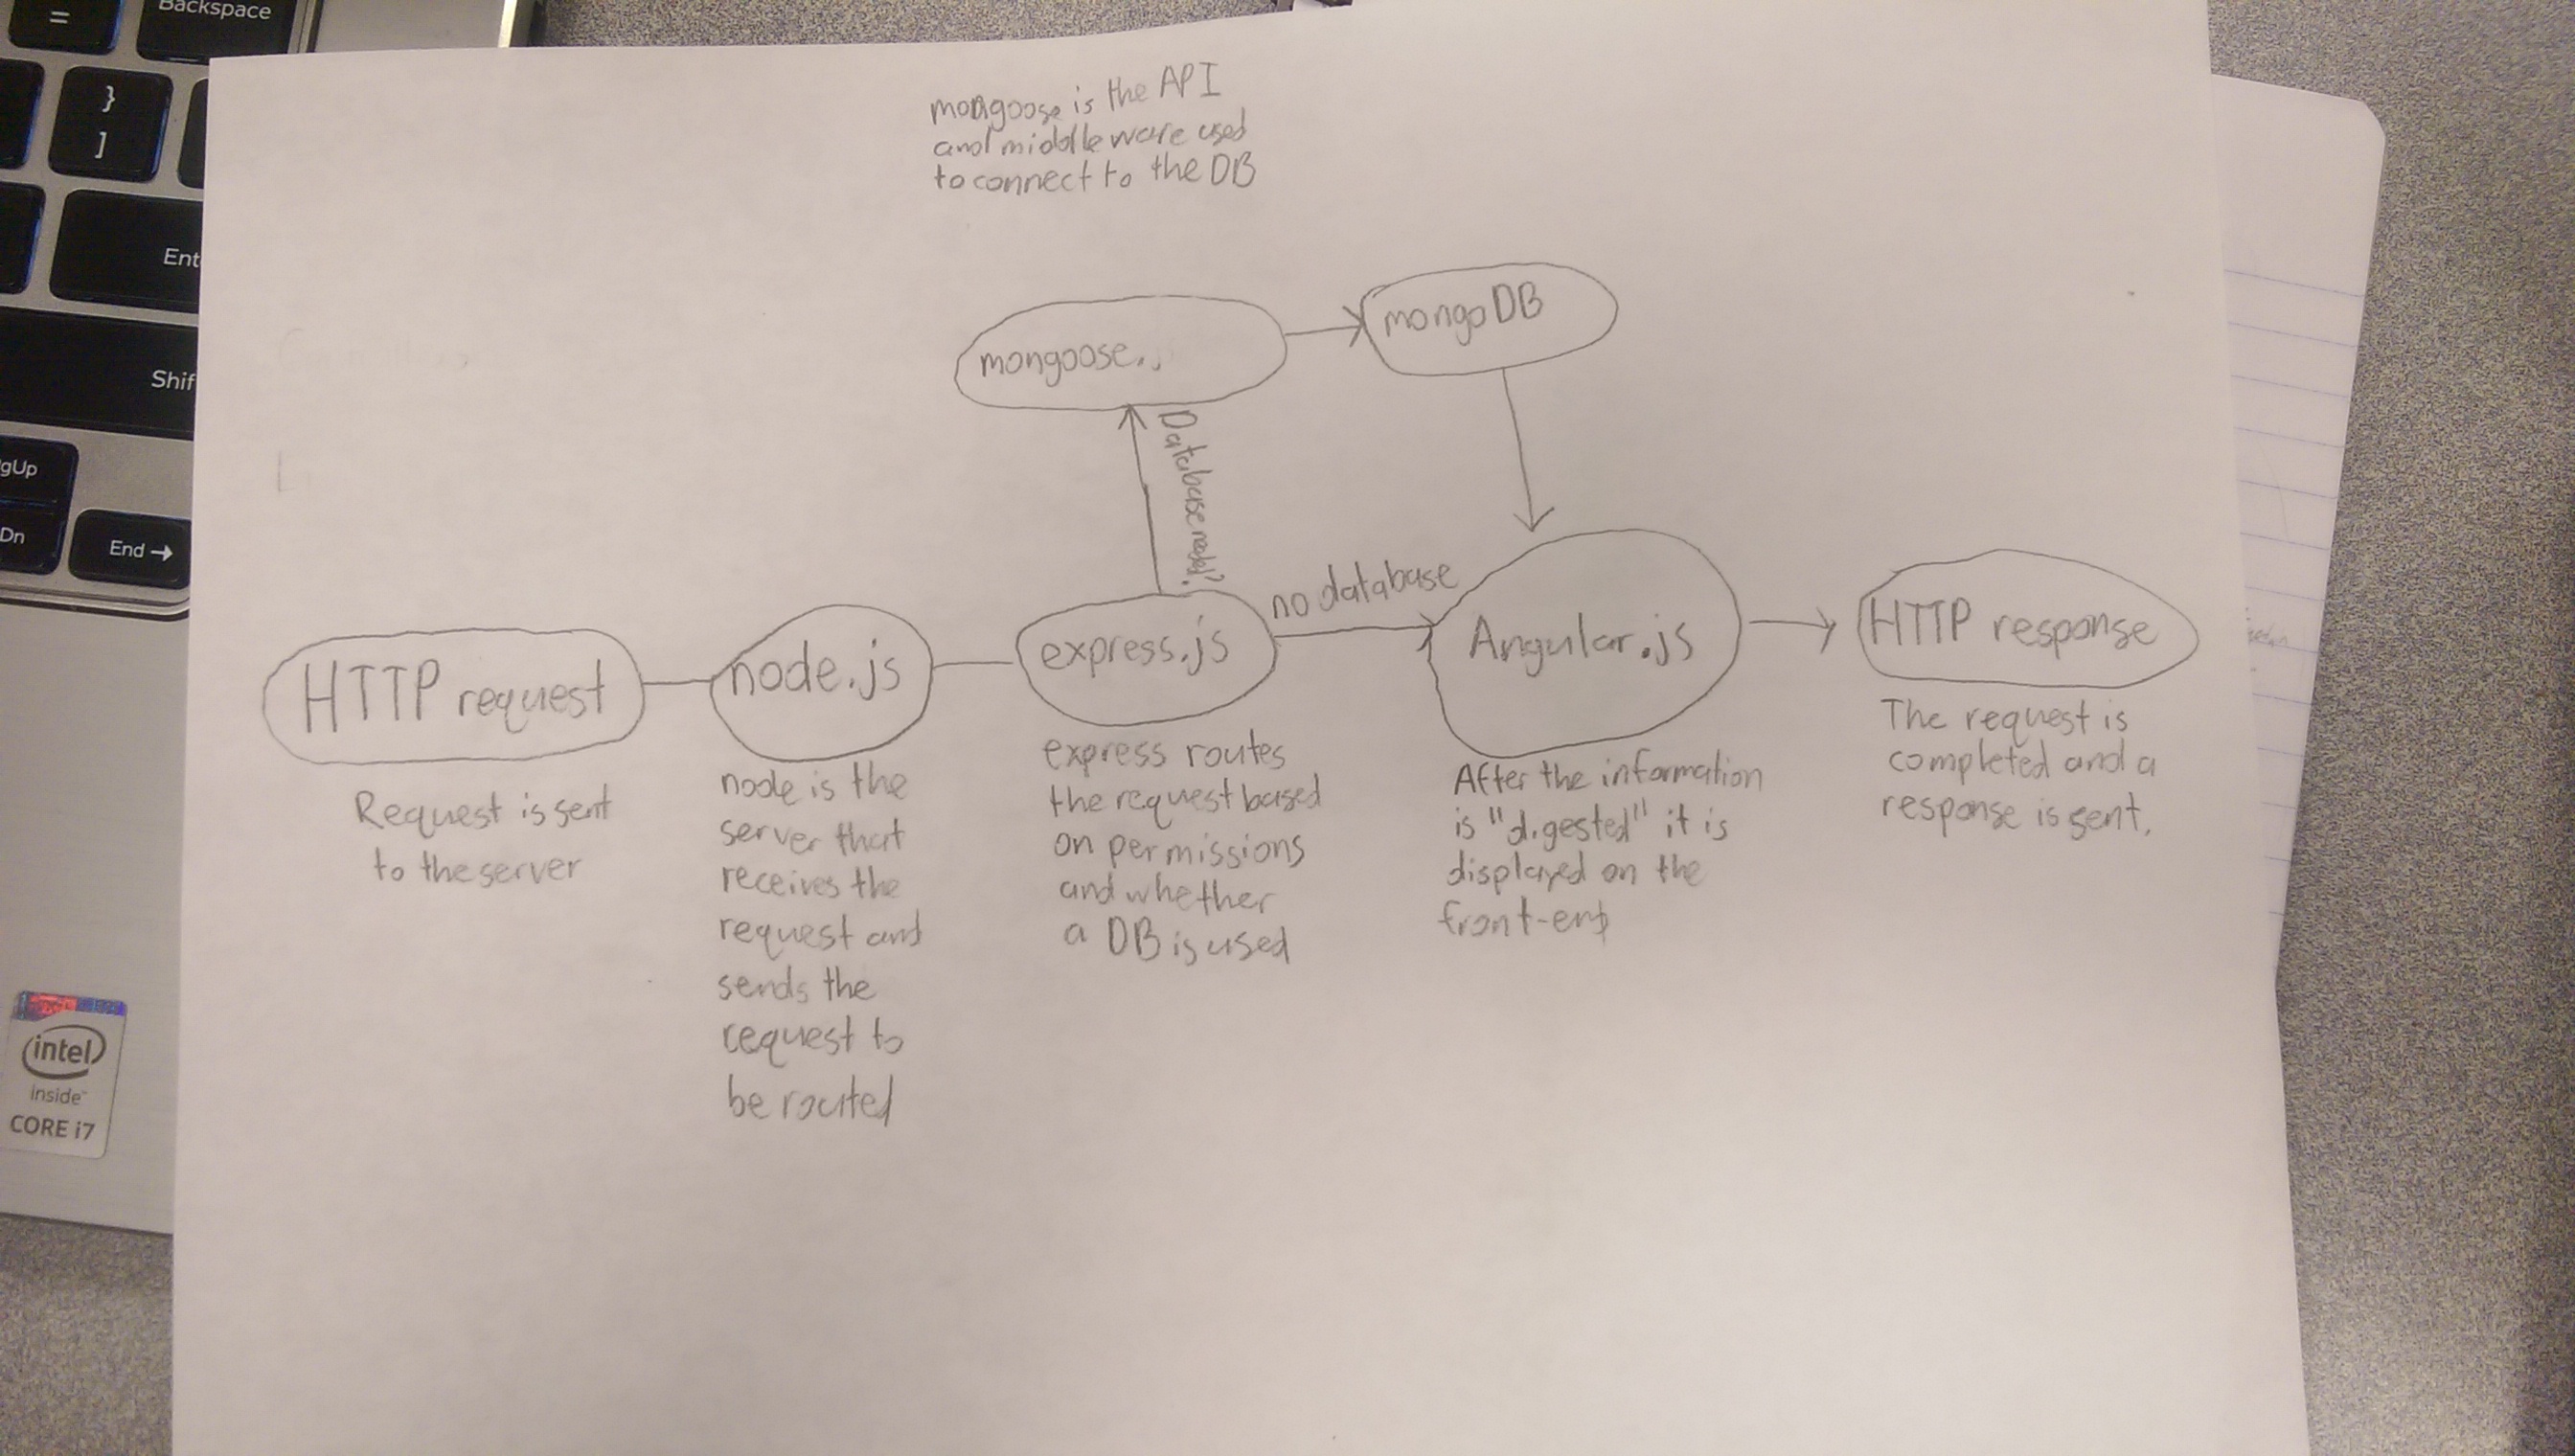 =
Backspace
}
]
Ent
Shif
gUp
Dn
End →
intel
inside™
CORE i7
mongoose is the API
and middleware used
to connect to the DB
mongoose.j
mongoDB
Database need?
no database
HTTP request
node.js
express.js
Angular.js
HTTP response
Request is sent
to the server
node is the
server that
receives the
request and
sends the
request to
be routed
express routes
the request based
on permissions
and whether
a DB is used
After the information
is "digested" it is
displayed on the
front-end
The request is
completed and a
response is sent.